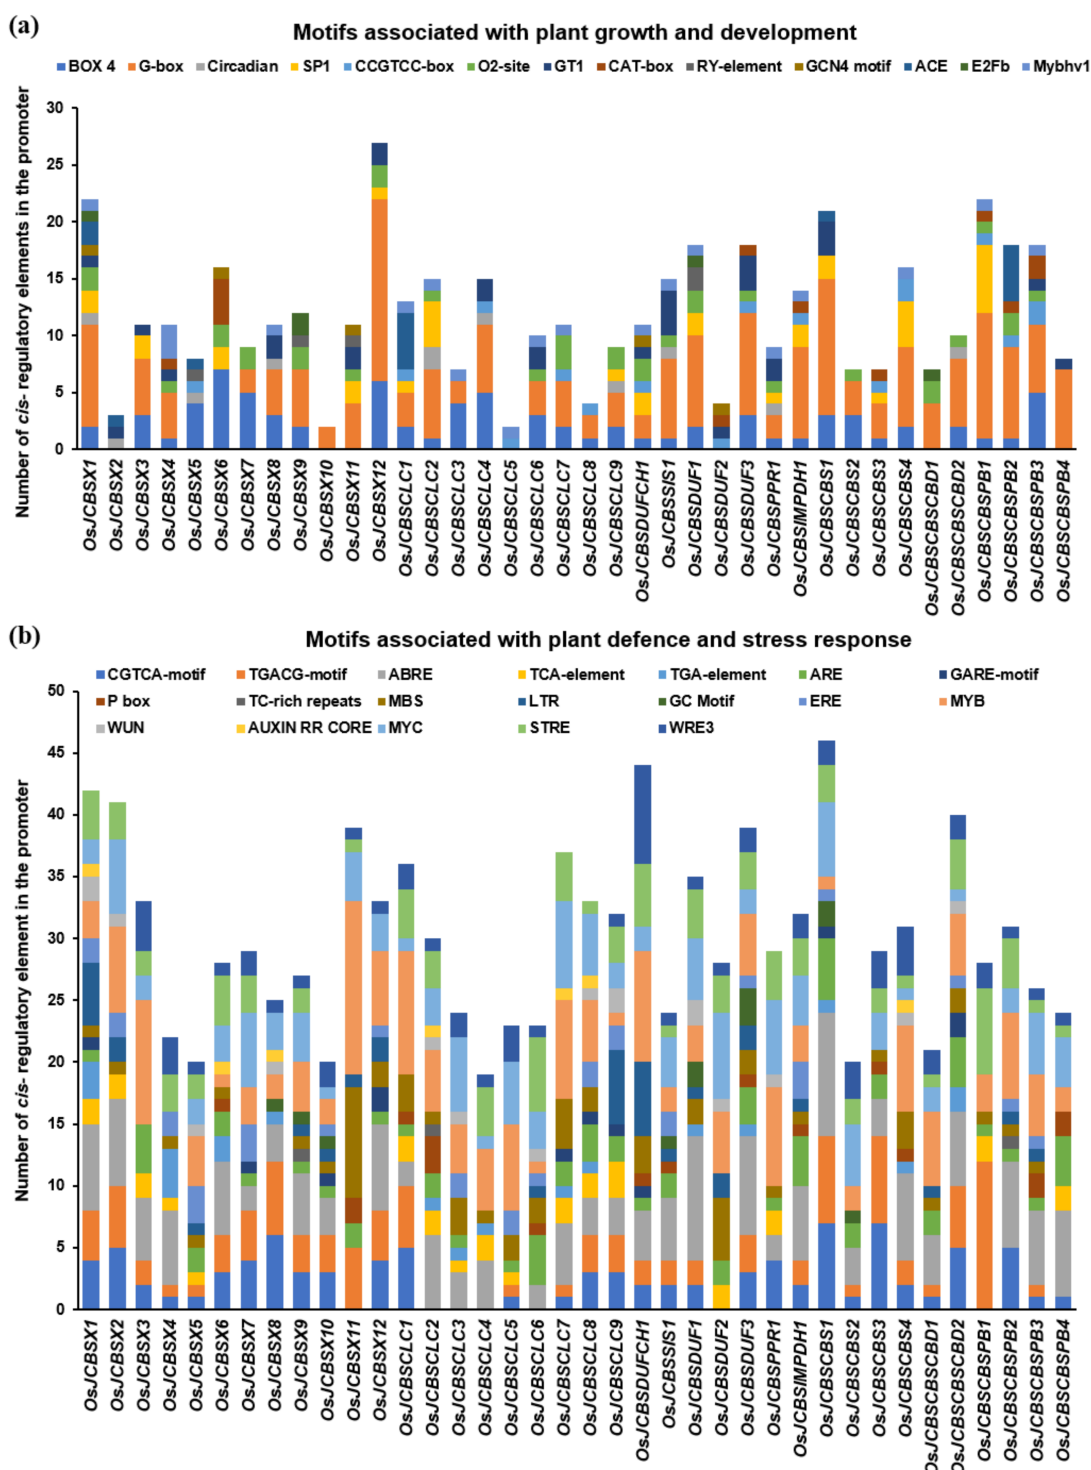 (a)
Motifs associated with plant growth and development
BOX 4 G-box Circadian SP1 CCGTCC-box O2-site GT1 CAT-box RY-element GCN4 motif ACE E2Fb Mybhv1
Number of cis- regulatory elements in the promoter
30
25
20
15
10
5
0
OsJCBSX1
OsJCBSX2
OsJCBSX3
OsJCBSX4
OsJCBSX5
OsJCBSX6
OsJCBSX7
OsJCBSX8
OsJCBSX9
OsJCBSX10
OsJCBSX11
OsJCBSX12
OsJCBSCLC1
OsJCBSCLC2
OsJCBSCLC3
OsJCBSCLC4
OsJCBSCLC5
OsJCBSCLC6
OsJCBSCLC7
OsJCBSCLC8
OsJCBSCLC9
OsJCBSDUFCH1
OsJCBSSIS1
OsJCBSDUF1
OsJCBSDUF2
OsJCBSDUF3
OsJCBSPPR1
OsJCBSIMPDH1
OsJCBSCBS1
OsJCBSCBS2
OsJCBSCBS3
OsJCBSCBS4
OsJCBSCBSCBD1
OsJCBSCBSCBD2
OsJCBSCBSPB1
OsJCBSCBSPB2
OsJCBSCBSPB3
OsJCBSCBSPB4
(b)
Motifs associated with plant defence and stress response
CGTCA-motif TGACG-motif ABRE TCA-element TGA-element ARE GARE-motif
P box TC-rich repeats MBS LTR GC Motif ERE MYB
WUN AUXIN RR CORE MYC STRE WRE3
Number of cis- regulatory element in the promoter
50
45
40
35
30
25
20
15
10
5
0
OsJCBSX1
OsJCBSX2
OsJCBSX3
OsJCBSX4
OsJCBSX5
OsJCBSX6
OsJCBSX7
OsJCBSX8
OsJCBSX9
OsJCBSX10
OsJCBSX11
OsJCBSX12
OsJCBSCLC1
OsJCBSCLC2
OsJCBSCLC3
OsJCBSCLC4
OsJCBSCLC5
OsJCBSCLC6
OsJCBSCLC7
OsJCBSCLC8
OsJCBSCLC9
OsJCBSDUFCH1
OsJCBSSIS1
OsJCBSDUF1
OsJCBSDUF2
OsJCBSDUF3
OsJCBSPPR1
OsJCBSIMPDH1
OsJCBSCBS1
OsJCBSCBS2
OsJCBSCBS3
OsJCBSCBS4
OsJCBSCBSCBD1
OsJCBSCBSCBD2
OsJCBSCBSPB1
OsJCBSCBSPB2
OsJCBSCBSPB3
OsJCBSCBSPB4